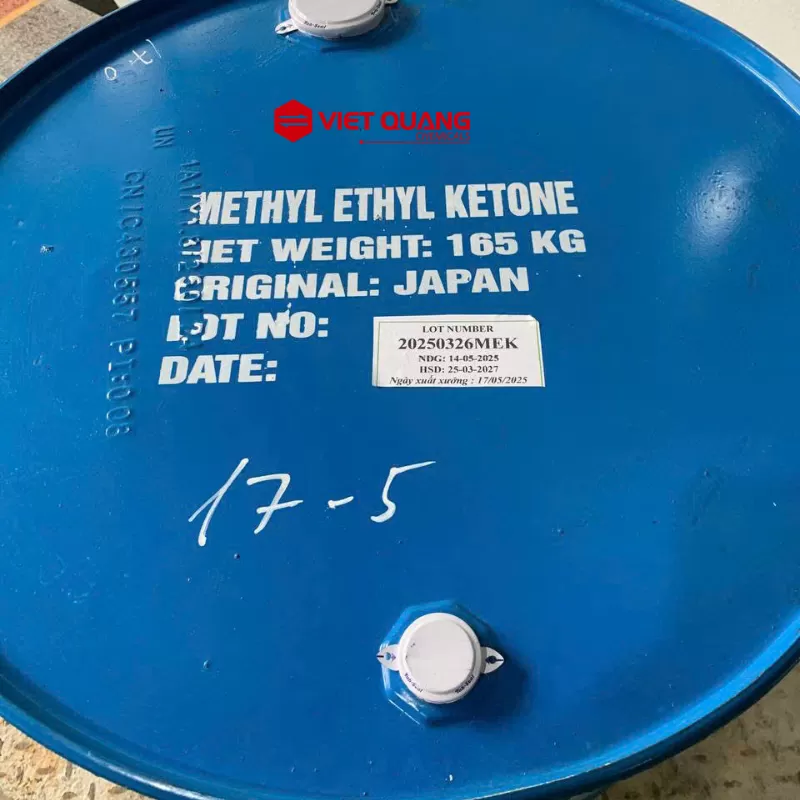 VIET QUANG
METHYL ETHYL KETONE
NET WEIGHT: 165 KG
ORIGINAL: JAPAN
LOT NO:
DATE:
LOT NUMBER
20250326MEK
NDG: 14-05-2025
HSD: 25-03-2027
Ngày xuất xưởng : 17/05/2025
17-5
UN